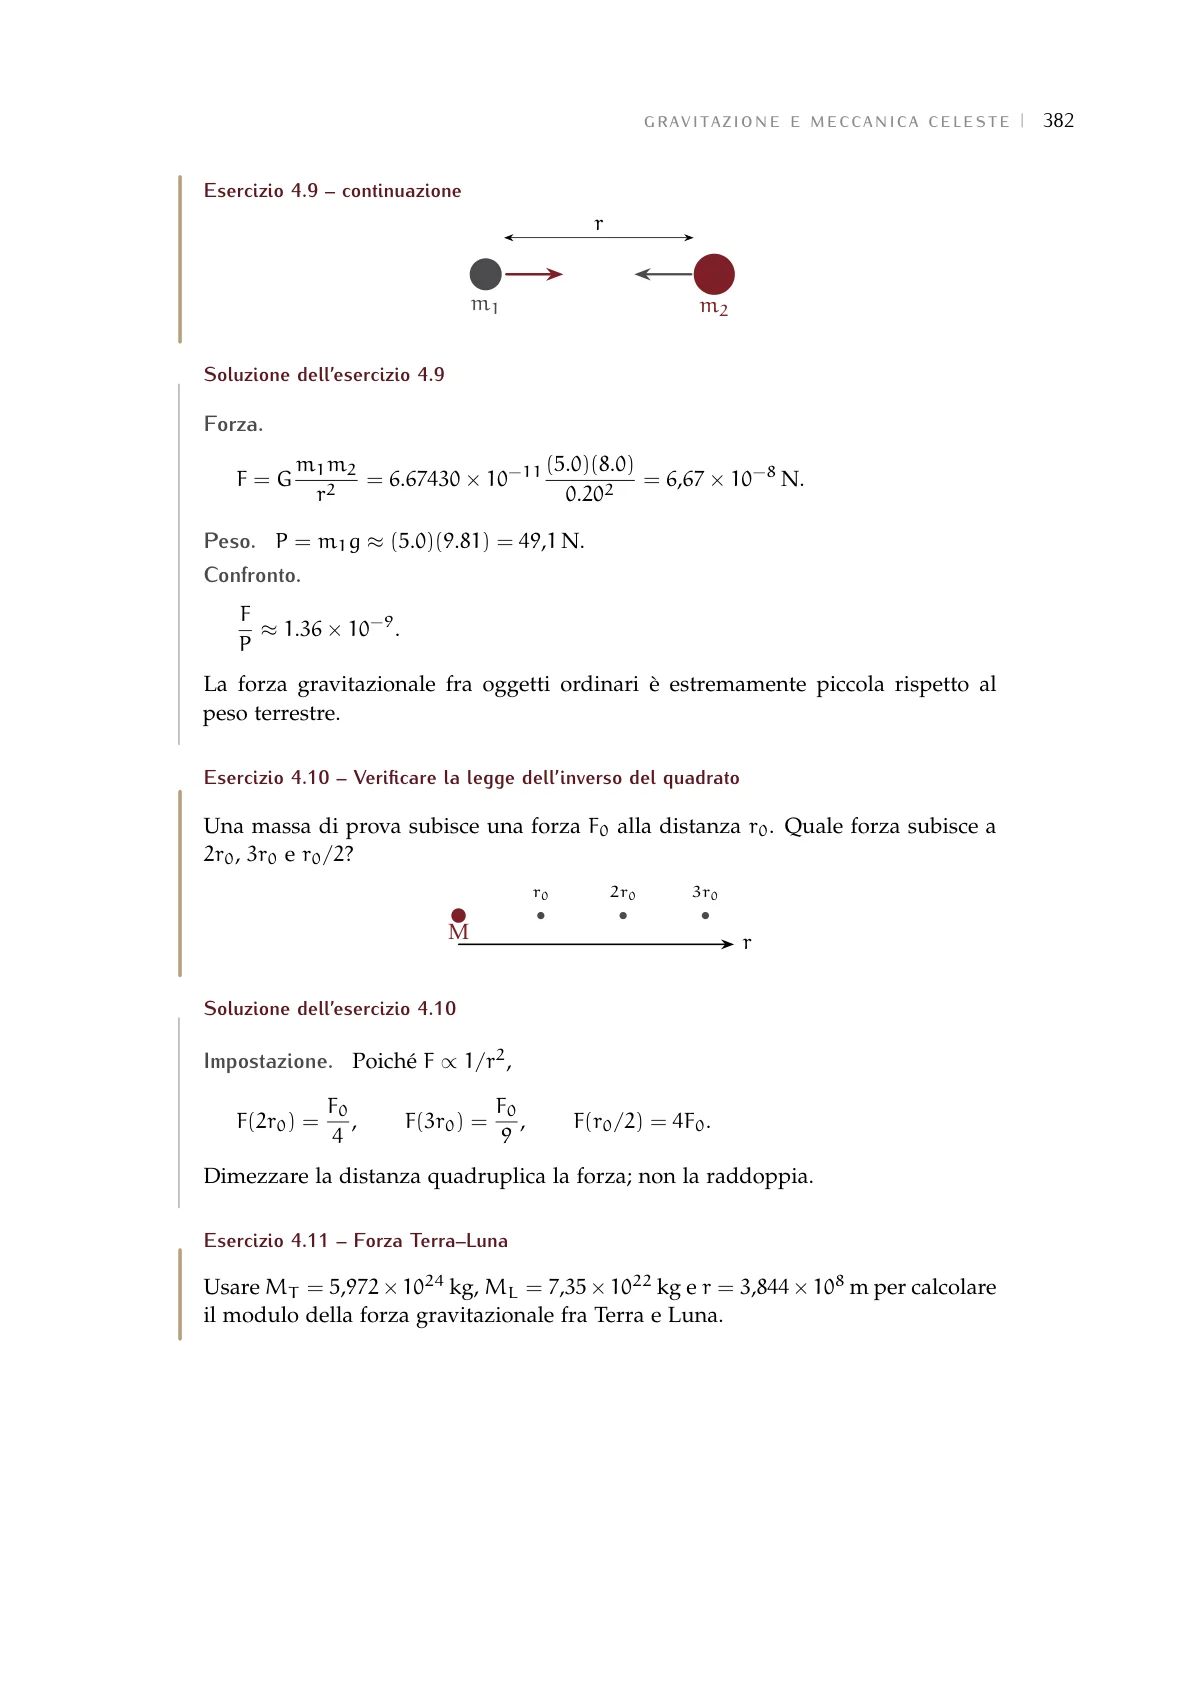 GRAVITAZIONE E MECCANICA CELESTE | 382
Esercizio 4.9 – continuazione
r
m₁ m₂
Soluzione dell’esercizio 4.9
Forza.
F = G m₁m₂/r² = 6.67430 × 10⁻¹¹ (5.0)(8.0)/0.20² = 6,67 × 10⁻⁸ N.
Peso. P = m₁g ≈ (5.0)(9.81) = 49,1 N.
Confronto.
F/P ≈ 1.36 × 10⁻⁹.
La forza gravitazionale fra oggetti ordinari è estremamente piccola rispetto al
peso terrestre.
Esercizio 4.10 – Verificare la legge dell’inverso del quadrato
Una massa di prova subisce una forza F₀ alla distanza r₀. Quale forza subisce a
2r₀, 3r₀ e r₀/2?
r₀ 2r₀ 3r₀
M
r
Soluzione dell’esercizio 4.10
Impostazione. Poiché F ∝ 1/r²,
F(2r₀) = F₀/4, F(3r₀) = F₀/9, F(r₀/2) = 4F₀.
Dimezzare la distanza quadruplica la forza; non la raddoppia.
Esercizio 4.11 – Forza Terra–Luna
Usare M_T = 5,972 × 10²⁴ kg, M_L = 7,35 × 10²² kg e r = 3,844 × 10⁸ m per calcolare
il modulo della forza gravitazionale fra Terra e Luna.